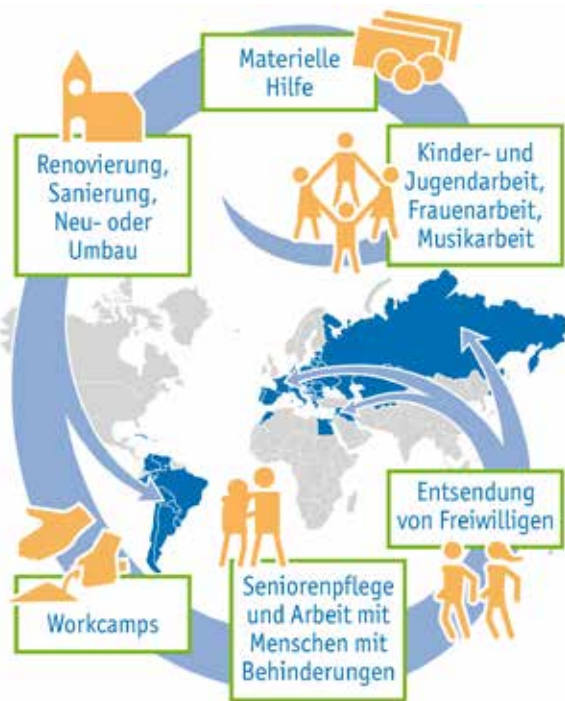 Materielle
Hilfe
Renovierung,
Sanierung,
Neu- oder
Umbau
Kinder- und
Jugendarbeit,
Frauenarbeit,
Musikarbeit
Entsendung
von Freiwilligen
Seniorenpflege
und Arbeit mit
Menschen mit
Behinderungen
Workcamps